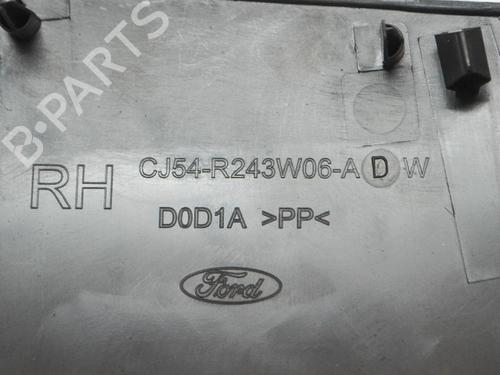 B-PARTS
RH
CJ54-R243W06-A D W
D0D1A >PP<
Ford